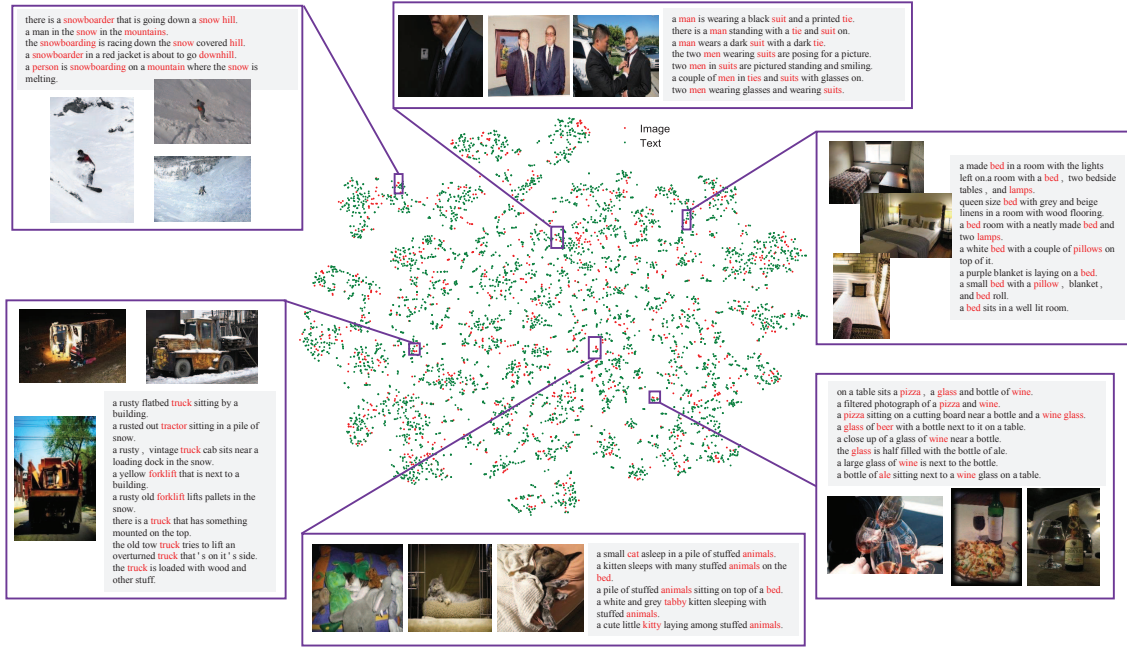 there is a snowboarder that is going down a snow hill.
a man in the snow in the mountains.
the snowboarding is racing down the snow covered hill.
a snowboarder in a red jacket is about to go downhill.
a person is snowboarding on a mountain where the snow is
melting.
a man is wearing a black suit and a printed tie.
there is a man standing with a tie and suit on.
a man wears a dark suit with a dark tie.
the two men wearing suits are posing for a picture.
two men in suits are pictured standing and smiling.
a couple of men in ties and suits with glasses on.
two men wearing glasses and wearing suits.
Image
Text
a made bed in a room with the lights
left on.a room with a bed , two bedside
tables , and lamps.
queen size bed with grey and beige
linens in a room with wood flooring.
a bed room with a neatly made bed and
two lamps.
a white bed with a couple of pillows on
top of it.
a purple blanket is laying on a bed.
a small bed with a pillow , blanket ,
and bed roll.
a bed sits in a well lit room.
a rusty flatbed truck sitting by a
building.
a rusted out tractor sitting in a pile of
snow.
a rusty , vintage truck cab sits near a
loading dock in the snow.
a yellow forklift that is next to a
building.
a rusty old forklift lifts pallets in the
snow.
there is a truck that has something
mounted on the top.
the old tow truck tries to lift an
overturned truck that ' s on it ' s side.
the truck is loaded with wood and
other stuff.
on a table sits a pizza , a glass and bottle of wine.
a filtered photograph of a pizza and wine.
a pizza sitting on a cutting board near a bottle and a wine glass.
a glass of beer with a bottle next to it on a table.
a close up of a glass of wine near a bottle.
the glass is half filled with the bottle of ale.
a large glass of wine is next to the bottle.
a bottle of ale sitting next to a wine glass on a table.
a small cat asleep in a pile of stuffed animals.
a kitten sleeps with many stuffed animals on the
bed.
a pile of stuffed animals sitting on top of a bed.
a white and grey tabby kitten sleeping with
stuffed animals.
a cute little kitty laying among stuffed animals.